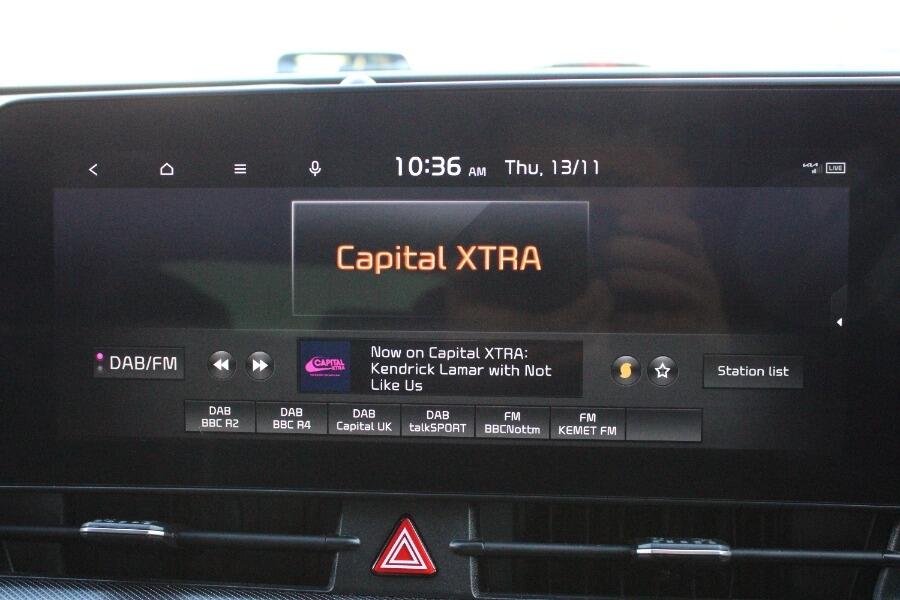 10:36 AM Thu, 13/11
LIVE
Capital XTRA
DAB/FM
CAPITAL
XTRA
Now on Capital XTRA:
Kendrick Lamar with Not
Like Us
Station list
DAB
BBC R2
DAB
BBC R4
DAB
Capital UK
DAB
talkSPORT
FM
BBCNottm
FM
KEMET FM